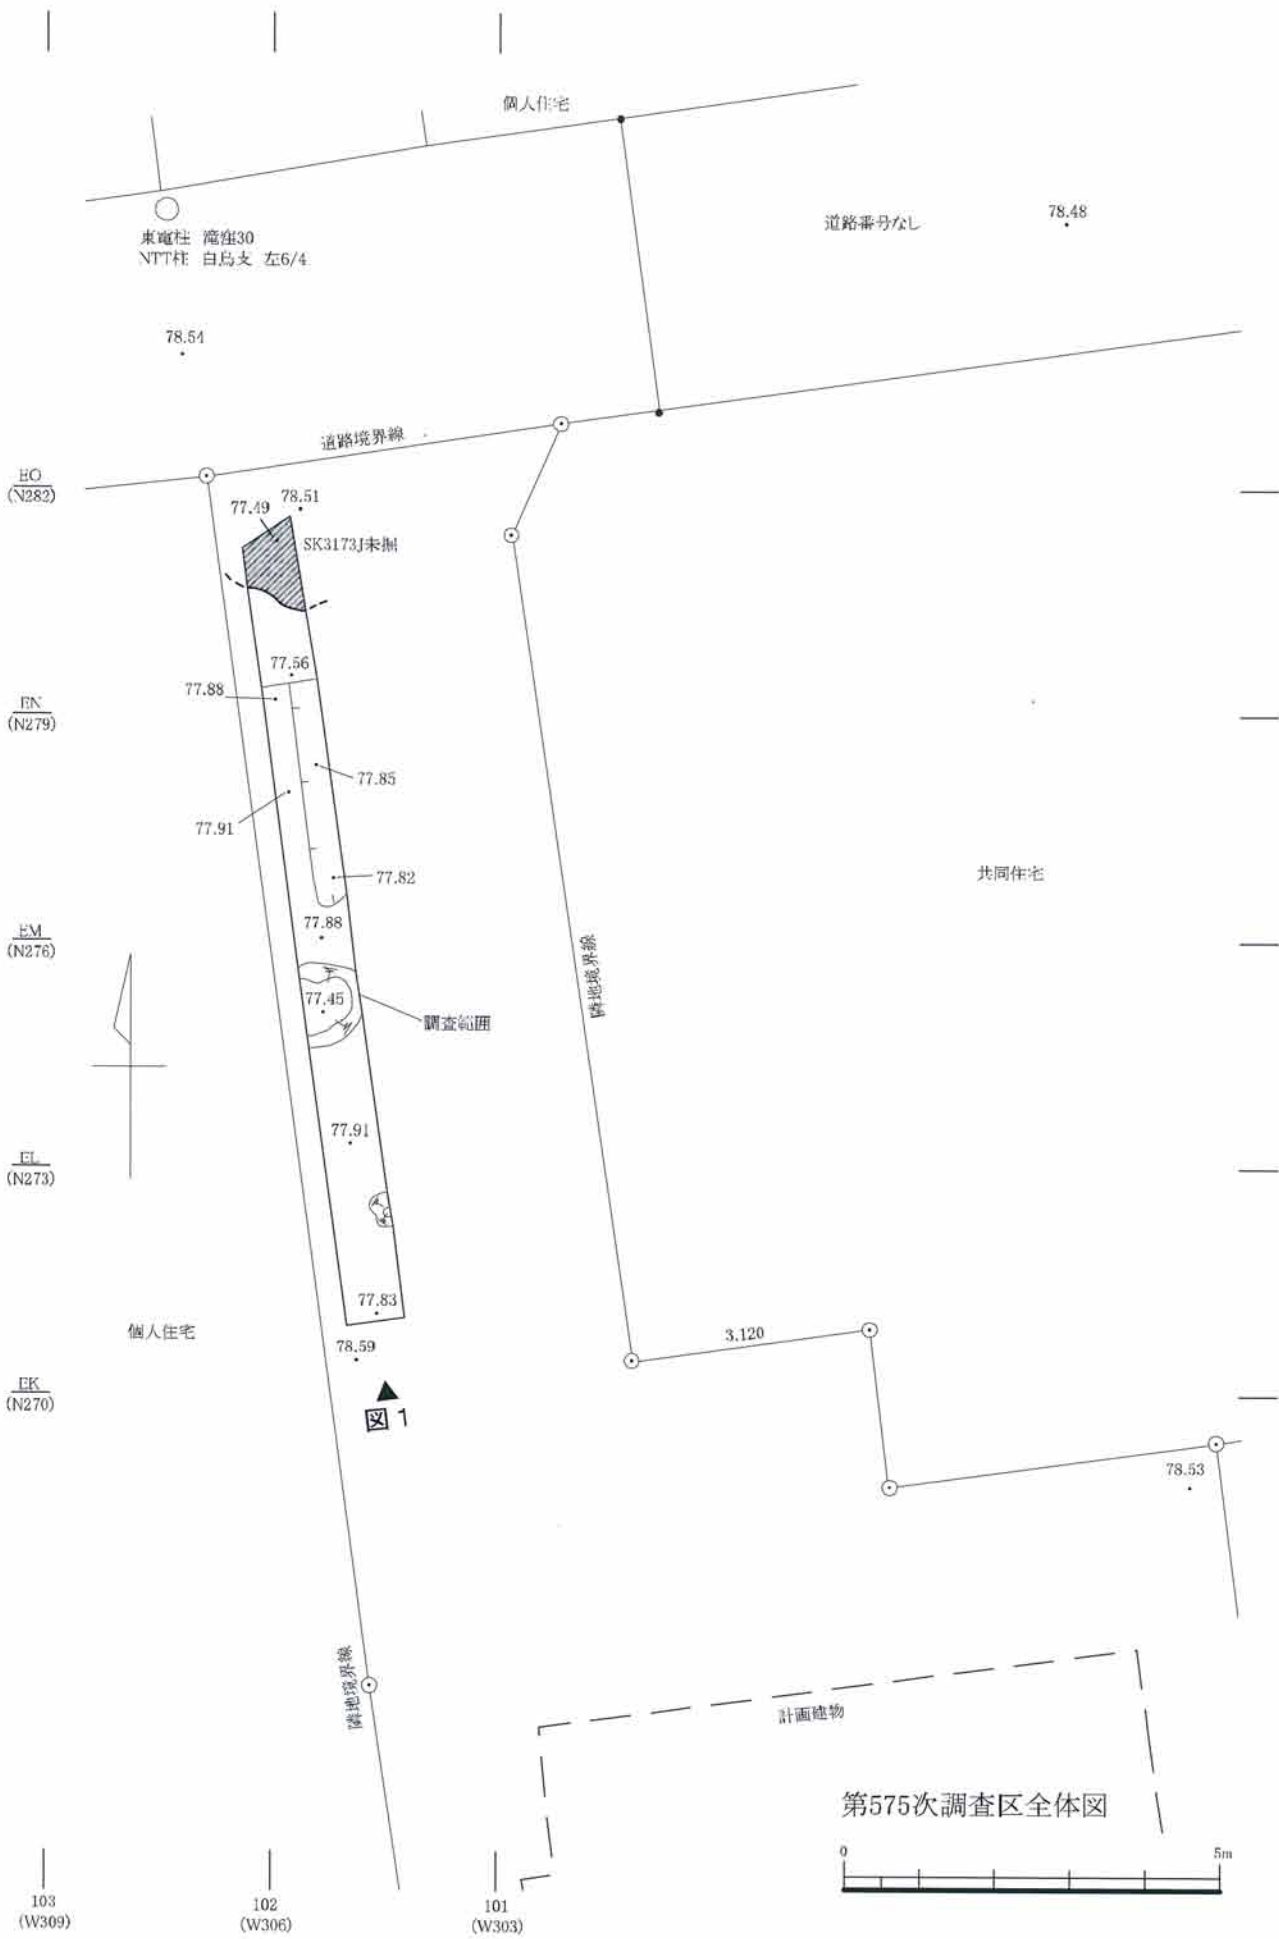 個人住宅
道路番号なし
78.48
東電柱 滝窪30
NTT柱 白鳥支 左6/4
78.54
道路境界線
EO
(N282)
77.49
78.51
SK3173J未掘
77.56
77.88
EN
(N279)
77.85
77.91
77.82
共同住宅
77.88
EM
(N276)
隣地境界線
77.45
調査範囲
77.91
EL
(N273)
77.83
個人住宅
3.120
78.59
EK
(N270)
図1
78.53
隣地境界線
計画建物
第575次調査区全体図
0
5m
103
(W309)
102
(W306)
101
(W303)